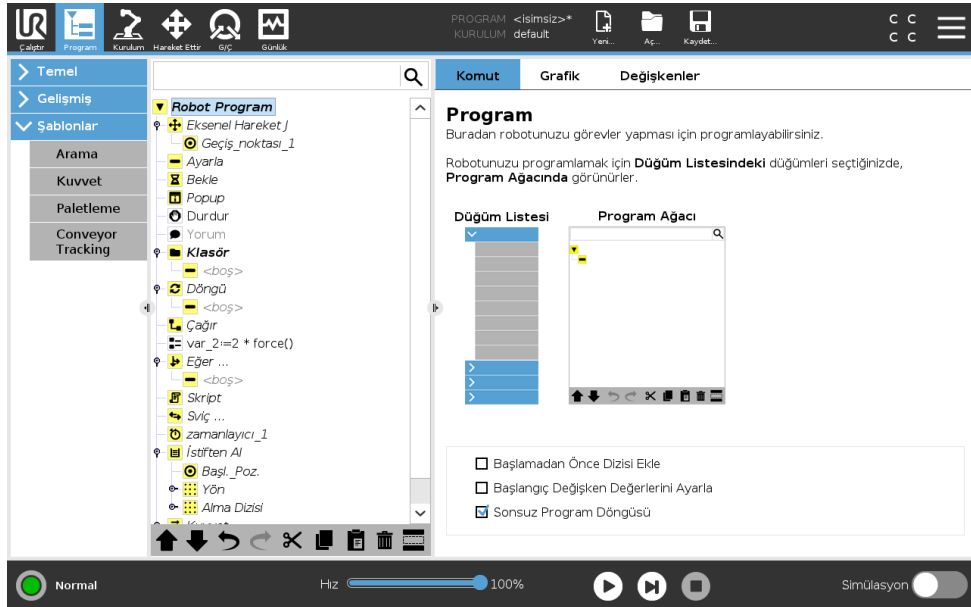 UR
PROGRAM <isimsiz>*
KURULUM default
Çalıştır Program Kurulum Hareket Ettir G/Ç Günlük
Yeni... Aç... Kaydet...
C C
C C
Temel
Gelişmiş
Şablonlar
Arama
Kuvvet
Paletleme
Conveyor
Tracking
Robot Program
Eksenel Hareket J
Geçiş_noktası_1
Ayarla
Bekle
Popup
Durdur
Yorum
Klasör
<boş>
Döngü
<boş>
Çağır
var_2:=2 * force()
Eğer ...
<boş>
Skript
Sviç ...
zamanlayıcı_1
İstiften Al
Başl._Poz.
Yön
Alma Dizisi
Kuvvet
Komut Grafik Değişkenler
Program
Buradan robotunuzu görevler yapması için programlayabilirsiniz.
Robotunuzu programlamak için Düğüm Listesindeki düğümleri seçtiğinizde,
Program Ağacında görünürler.
Düğüm Listesi Program Ağacı
Başlamadan Önce Dizisi Ekle
Başlangıç Değişken Değerlerini Ayarla
Sonsuz Program Döngüsü
Normal
Hız 100%
Simülasyon